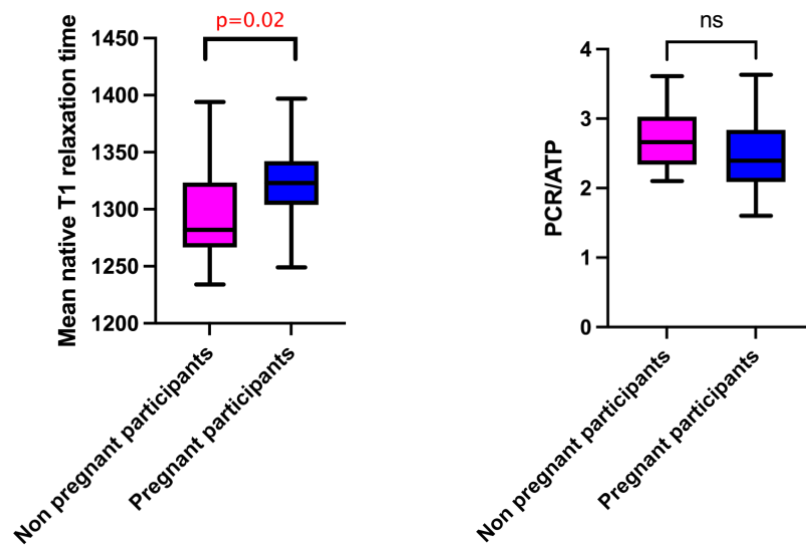 p=0.02
Mean native T1 relaxation time
1450
1400
1350
1300
1250
1200
Non pregnant participants
Pregnant participants
ns
PCR/ATP
4
3
2
1
0
Non pregnant participants
Pregnant participants